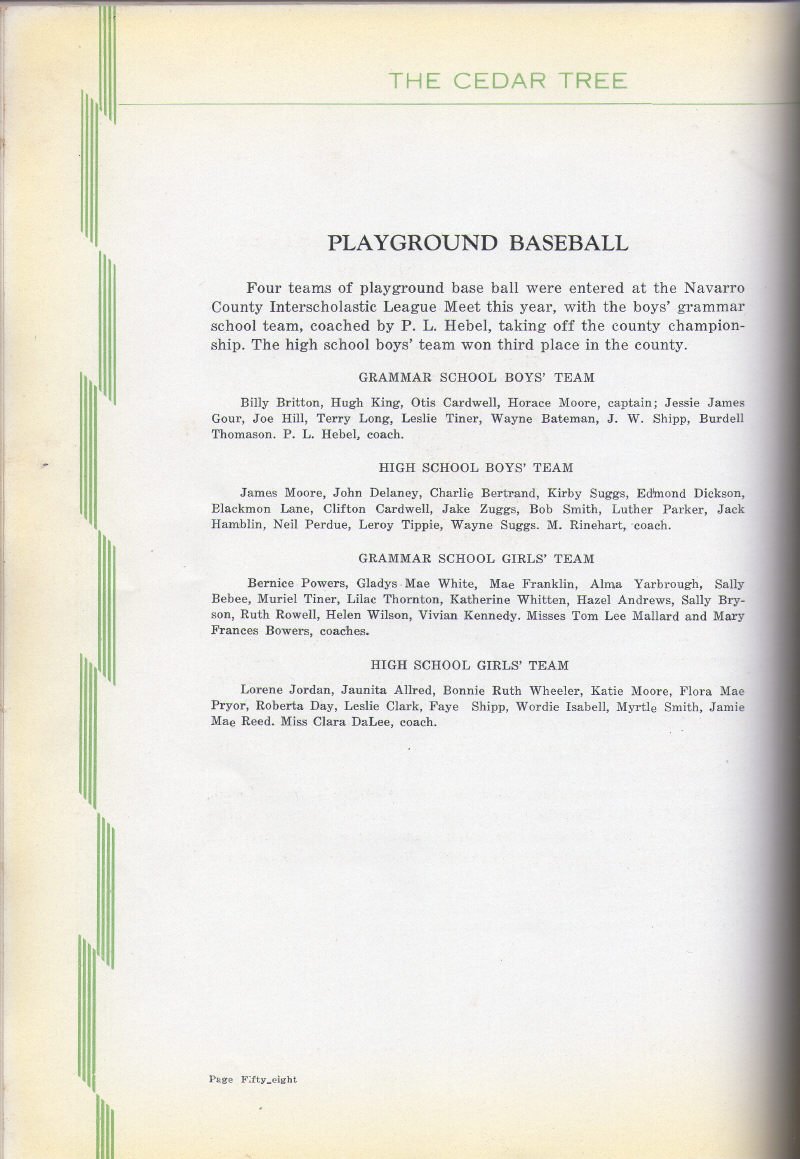 THE CEDAR TREE
PLAYGROUND BASEBALL
Four teams of playground base ball were entered at the Navarro
County Interscholastic League Meet this year, with the boys' grammar
school team, coached by P. L. Hebel, taking off the county champion-
ship. The high school boys' team won third place in the county.
GRAMMAR SCHOOL BOYS' TEAM
Billy Britton, Hugh King, Otis Cardwell, Horace Moore, captain; Jessie James
Gour, Joe Hill, Terry Long, Leslie Tiner, Wayne Bateman, J. W. Shipp, Burdell
Thomason. P. L. Hebel, coach.
HIGH SCHOOL BOYS' TEAM
James Moore, John Delaney, Charlie Bertrand, Kirby Suggs, Edmond Dickson,
Blackmon Lane, Clifton Cardwell, Jake Zuggs, Bob Smith, Luther Parker, Jack
Hamblin, Neil Perdue, Leroy Tippie, Wayne Suggs. M. Rinehart, coach.
GRAMMAR SCHOOL GIRLS' TEAM
Bernice Powers, Gladys Mae White, Mae Franklin, Alma Yarbrough, Sally
Bebee, Muriel Tiner, Lilac Thornton, Katherine Whitten, Hazel Andrews, Sally Bry-
son, Ruth Rowell, Helen Wilson, Vivian Kennedy. Misses Tom Lee Mallard and Mary
Frances Bowers, coaches.
HIGH SCHOOL GIRLS' TEAM
Lorene Jordan, Jaunita Allred, Bonnie Ruth Wheeler, Katie Moore, Flora Mae
Pryor, Roberta Day, Leslie Clark, Faye Shipp, Wordie Isabell, Myrtle Smith, Jamie
Mae Reed. Miss Clara DaLee, coach.
Page Fifty-eight